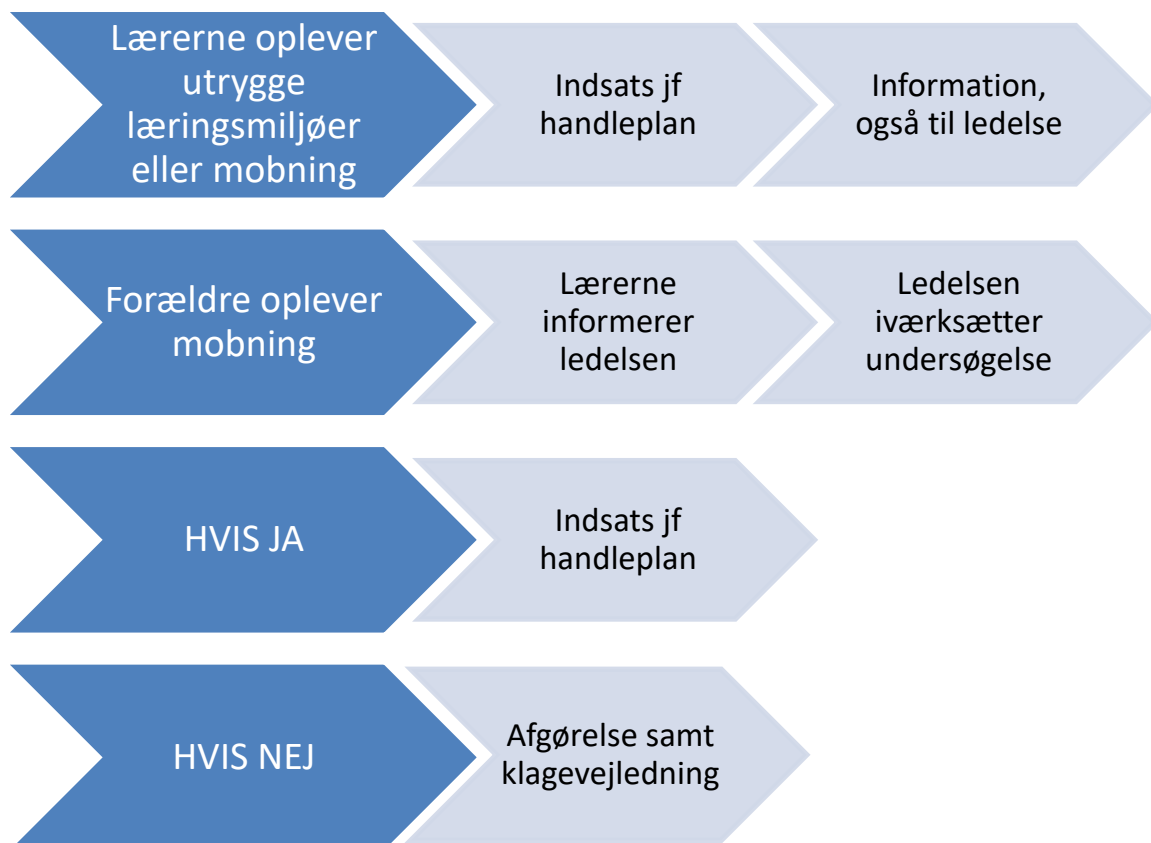 Lærerne oplever
utrygge
læringsmiljøer
eller mobning
Indsats jf
handleplan
Information,
også til ledelse
Forældre oplever
mobning
Lærerne
informerer
ledelsen
Ledelsen
iværksætter
undersøgelse
HVIS JA
Indsats jf
handleplan
HVIS NEJ
Afgørelse samt
klagevejledning